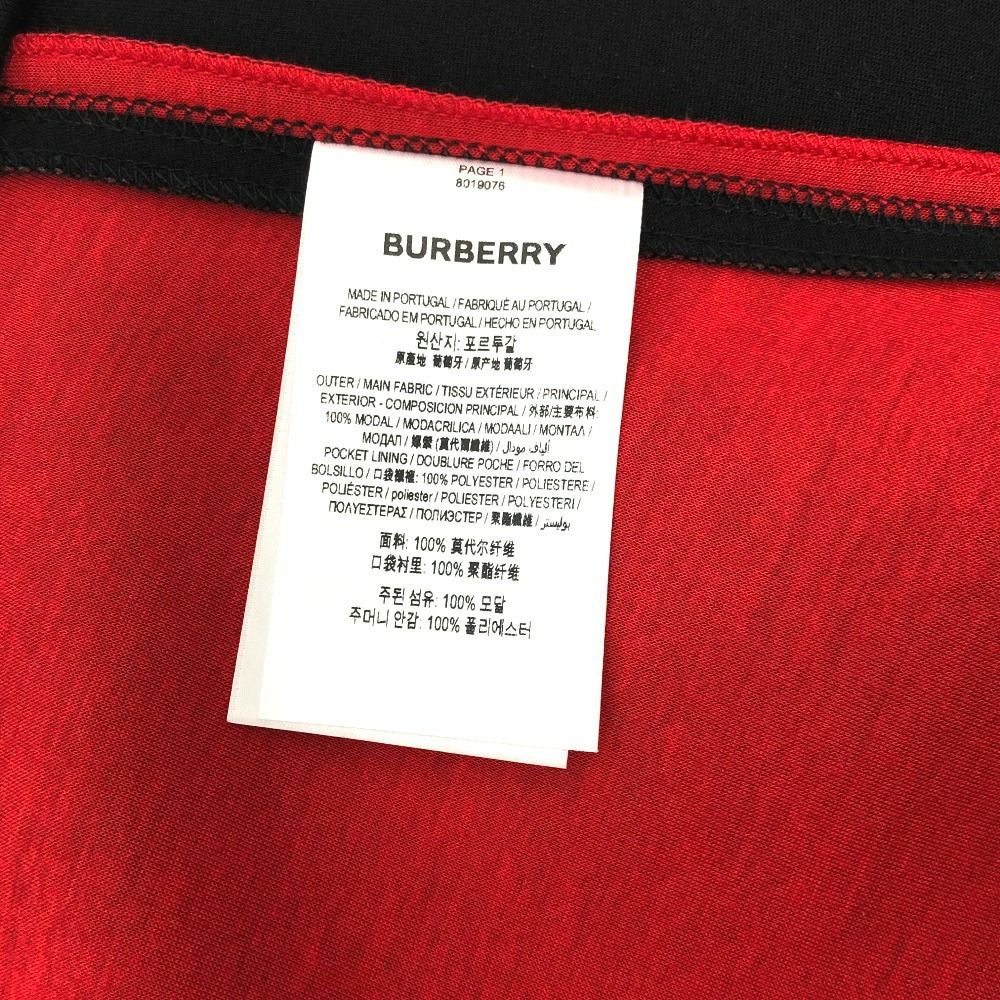 PAGE 1
8019076
BURBERRY
MADE IN PORTUGAL / FABRIQUÉ AU PORTUGAL /
FABRICADO EM PORTUGAL / HECHO EN PORTUGAL
원산지: 포르투갈
原產地 葡萄牙 / 原产地 葡萄牙
OUTER / MAIN FABRIC / TISSU EXTÉRIEUR / PRINCIPAL /
EXTERIOR - COMPOSICION PRINCIPAL / 外部/主要布料:
100% MODAL / MODACRILICA / MODAALI / ΜΟΝΤΑΛ /
МОДАЛ / 螺縈 (莫代爾纖維) / ألياف مودال /
POCKET LINING / DOUBLURE POCHE / FORRO DEL
BOLSILLO / 口袋襯裡: 100% POLYESTER / POLIESTERE /
POLIÉSTER / poliester / POLIESTER / POLYESTERI /
ΠΟΛΥΕΣΤΕΡΑΣ / ПОЛИЭСТЕР / 聚酯纖維 / بوليستر
面料: 100% 莫代尔纤维
口袋衬里: 100% 聚酯纤维
주된 섬유: 100% 모달
주머니 안감: 100% 폴리에스터